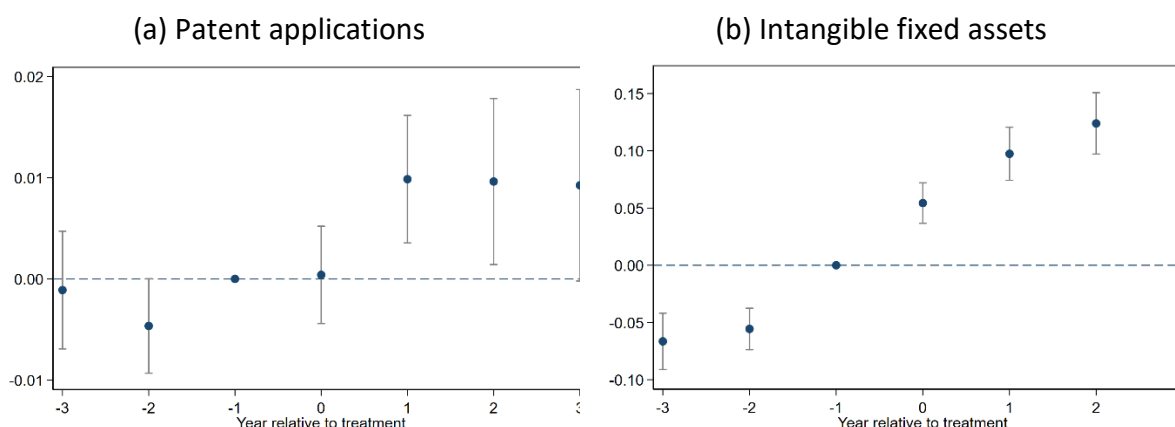 (a) Patent applications
0.02
0.01
0.00
-0.01
-3 -2 -1 0 1 2 3
Year relative to treatment
(b) Intangible fixed assets
0.15
0.10
0.05
0.00
-0.05
-0.10
-3 -2 -1 0 1 2
Year relative to treatment